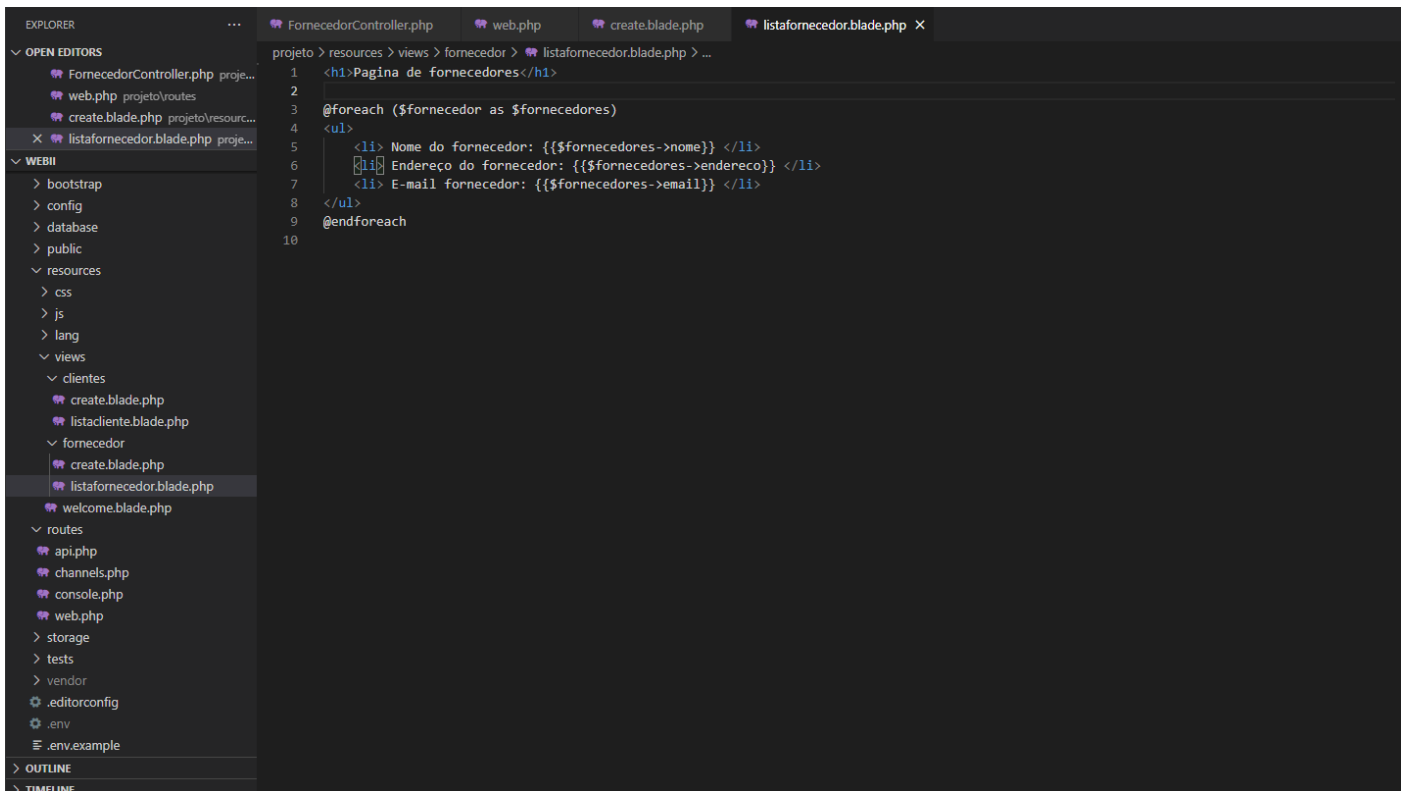 EXPLORER ...
OPEN EDITORS
FornecedorController.php proje...
web.php projeto\routes
create.blade.php projeto\resourc...
listafornecedor.blade.php proje...
WEBII
bootstrap
config
database
public
resources
css
js
lang
views
clientes
create.blade.php
listacliente.blade.php
fornecedor
create.blade.php
listafornecedor.blade.php
welcome.blade.php
routes
api.php
channels.php
console.php
web.php
storage
tests
vendor
.editorconfig
.env
.env.example
OUTLINE
TIMELINE
FornecedorController.php web.php create.blade.php listafornecedor.blade.php
projeto > resources > views > fornecedor > listafornecedor.blade.php > ...
1 <h1>Pagina de fornecedores</h1>
2
3 @foreach ($fornecedor as $fornecedores)
4 <ul>
5 <li> Nome do fornecedor: {{$fornecedores->nome}} </li>
6 <li> Endereço do fornecedor: {{$fornecedores->endereco}} </li>
7 <li> E-mail fornecedor: {{$fornecedores->email}} </li>
8 </ul>
9 @endforeach
10